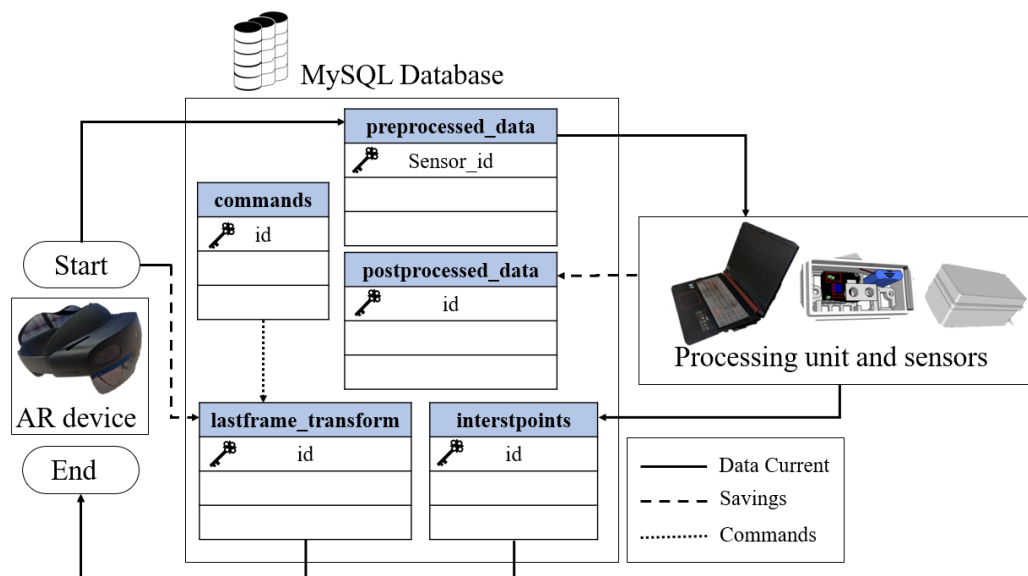 MySQL Database
preprocessed_data
Sensor_id
commands
id
Start
postprocessed_data
id
Processing unit and sensors
AR device
lastframe_transform
id
interstpoints
id
End
Data Current
Savings
Commands